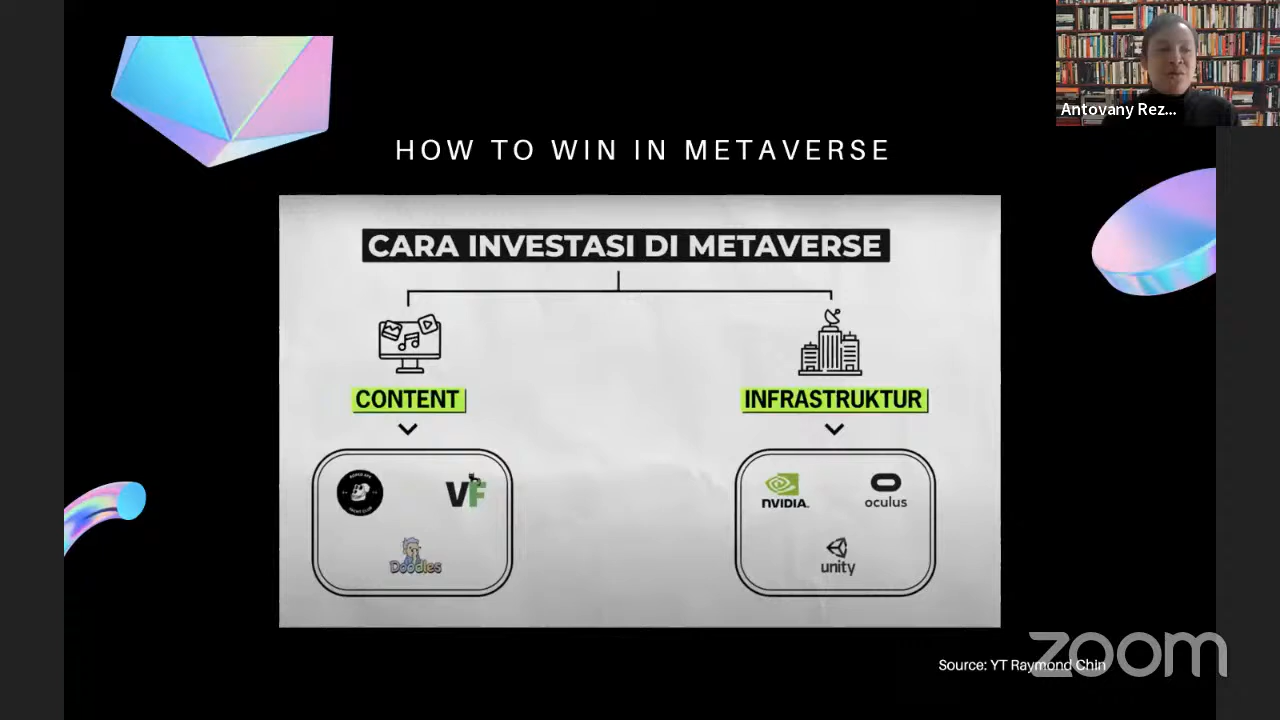 Antovany Rez...
HOW TO WIN IN METAVERSE
CARA INVESTASI DI METAVERSE
CONTENT
INFRASTRUKTUR
VF
Doodles
NVIDIA.
oculus
unity
Source: YT Raymond Chin
zoom